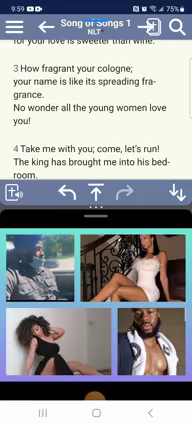 9:59
75%
Song of Songs 1
NLT
for your love is sweeter than wine.
3 How fragrant your cologne;
your name is like its spreading fra-
grance.
No wonder all the young women love
you!
4 Take me with you; come, let's run!
The king has brought me into his bed-
room.